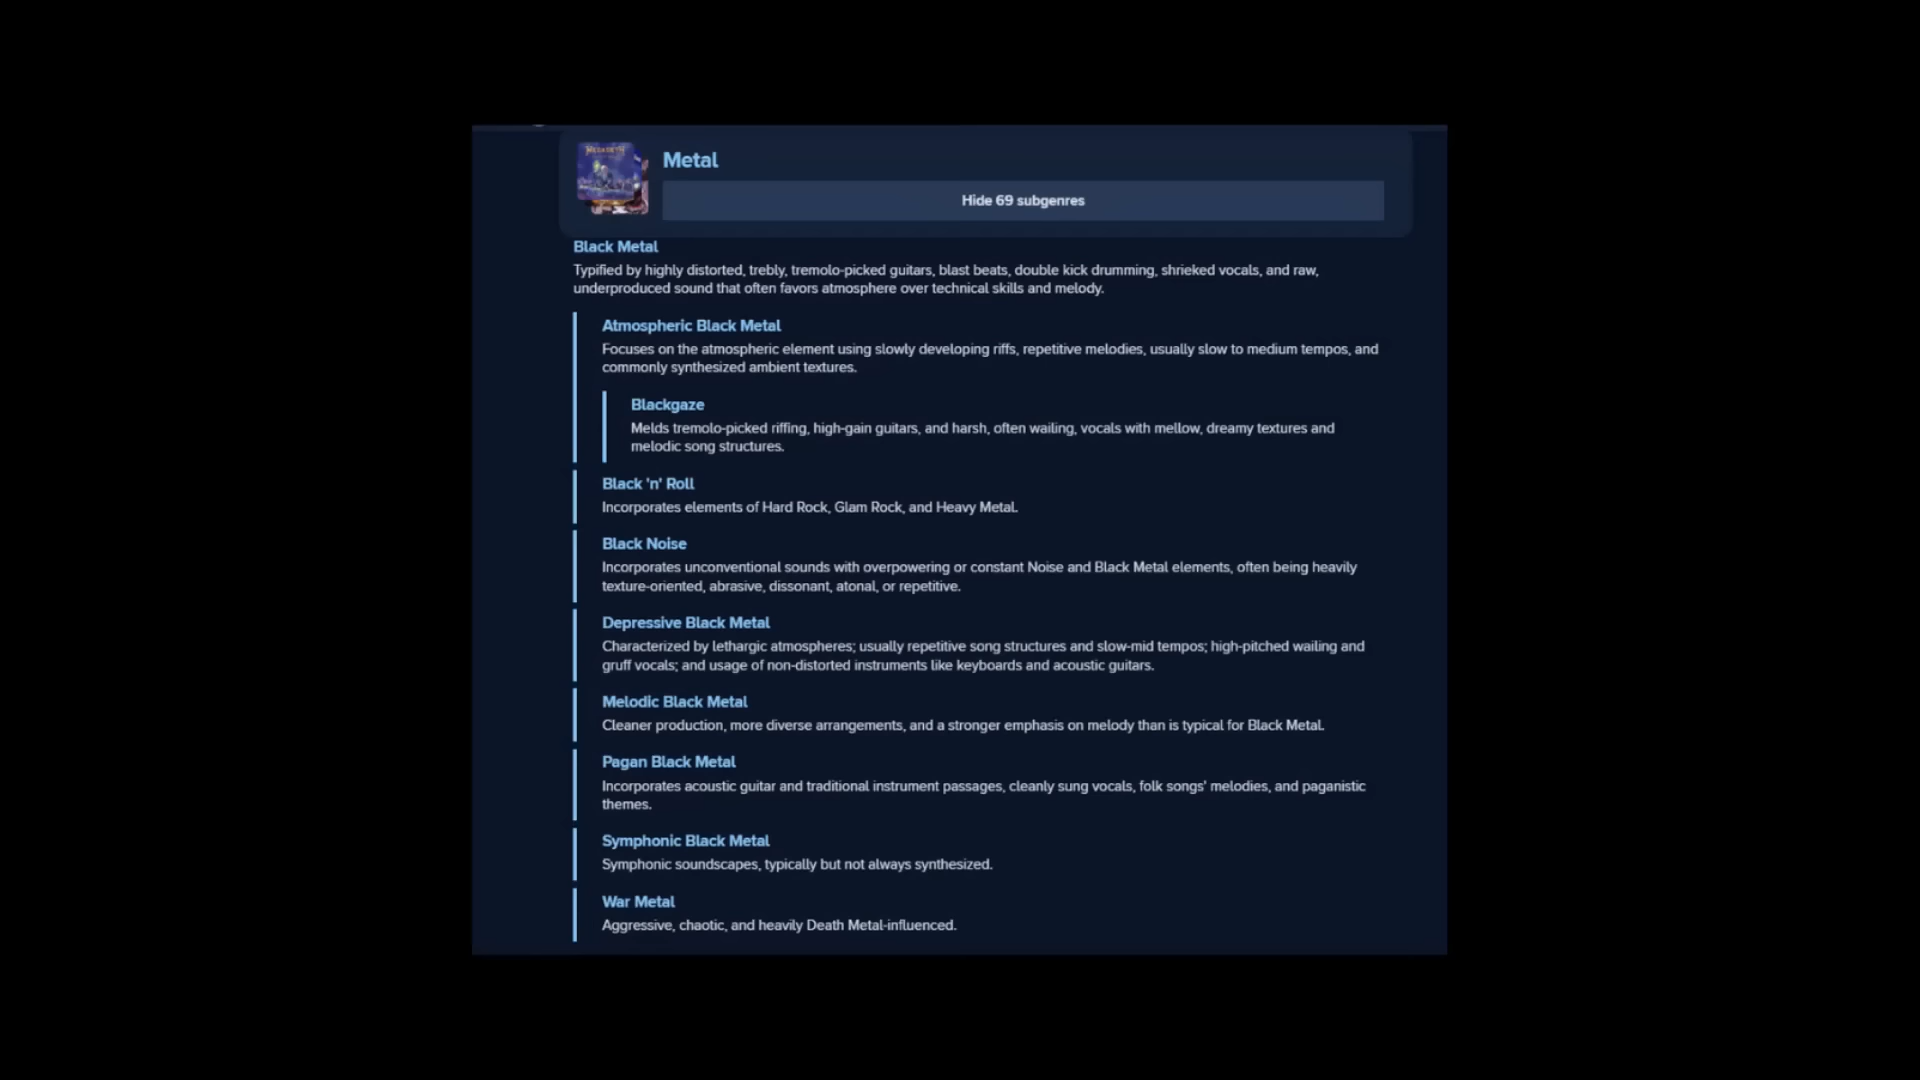 MEGADETH
Metal
Hide 69 subgenres
Black Metal
Typified by highly distorted, trebly, tremolo-picked guitars, blast beats, double kick drumming, shrieked vocals, and raw,
underproduced sound that often favors atmosphere over technical skills and melody.
Atmospheric Black Metal
Focuses on the atmospheric element using slowly developing riffs, repetitive melodies, usually slow to medium tempos, and
commonly synthesized ambient textures.
Blackgaze
Melds tremolo-picked riffing, high-gain guitars, and harsh, often wailing, vocals with mellow, dreamy textures and
melodic song structures.
Black 'n' Roll
Incorporates elements of Hard Rock, Glam Rock, and Heavy Metal.
Black Noise
Incorporates unconventional sounds with overpowering or constant Noise and Black Metal elements, often being heavily
texture-oriented, abrasive, dissonant, atonal, or repetitive.
Depressive Black Metal
Characterized by lethargic atmospheres; usually repetitive song structures and slow-mid tempos; high-pitched wailing and
gruff vocals; and usage of non-distorted instruments like keyboards and acoustic guitars.
Melodic Black Metal
Cleaner production, more diverse arrangements, and a stronger emphasis on melody than is typical for Black Metal.
Pagan Black Metal
Incorporates acoustic guitar and traditional instrument passages, cleanly sung vocals, folk songs' melodies, and paganistic
themes.
Symphonic Black Metal
Symphonic soundscapes, typically but not always synthesized.
War Metal
Aggressive, chaotic, and heavily Death Metal-influenced.